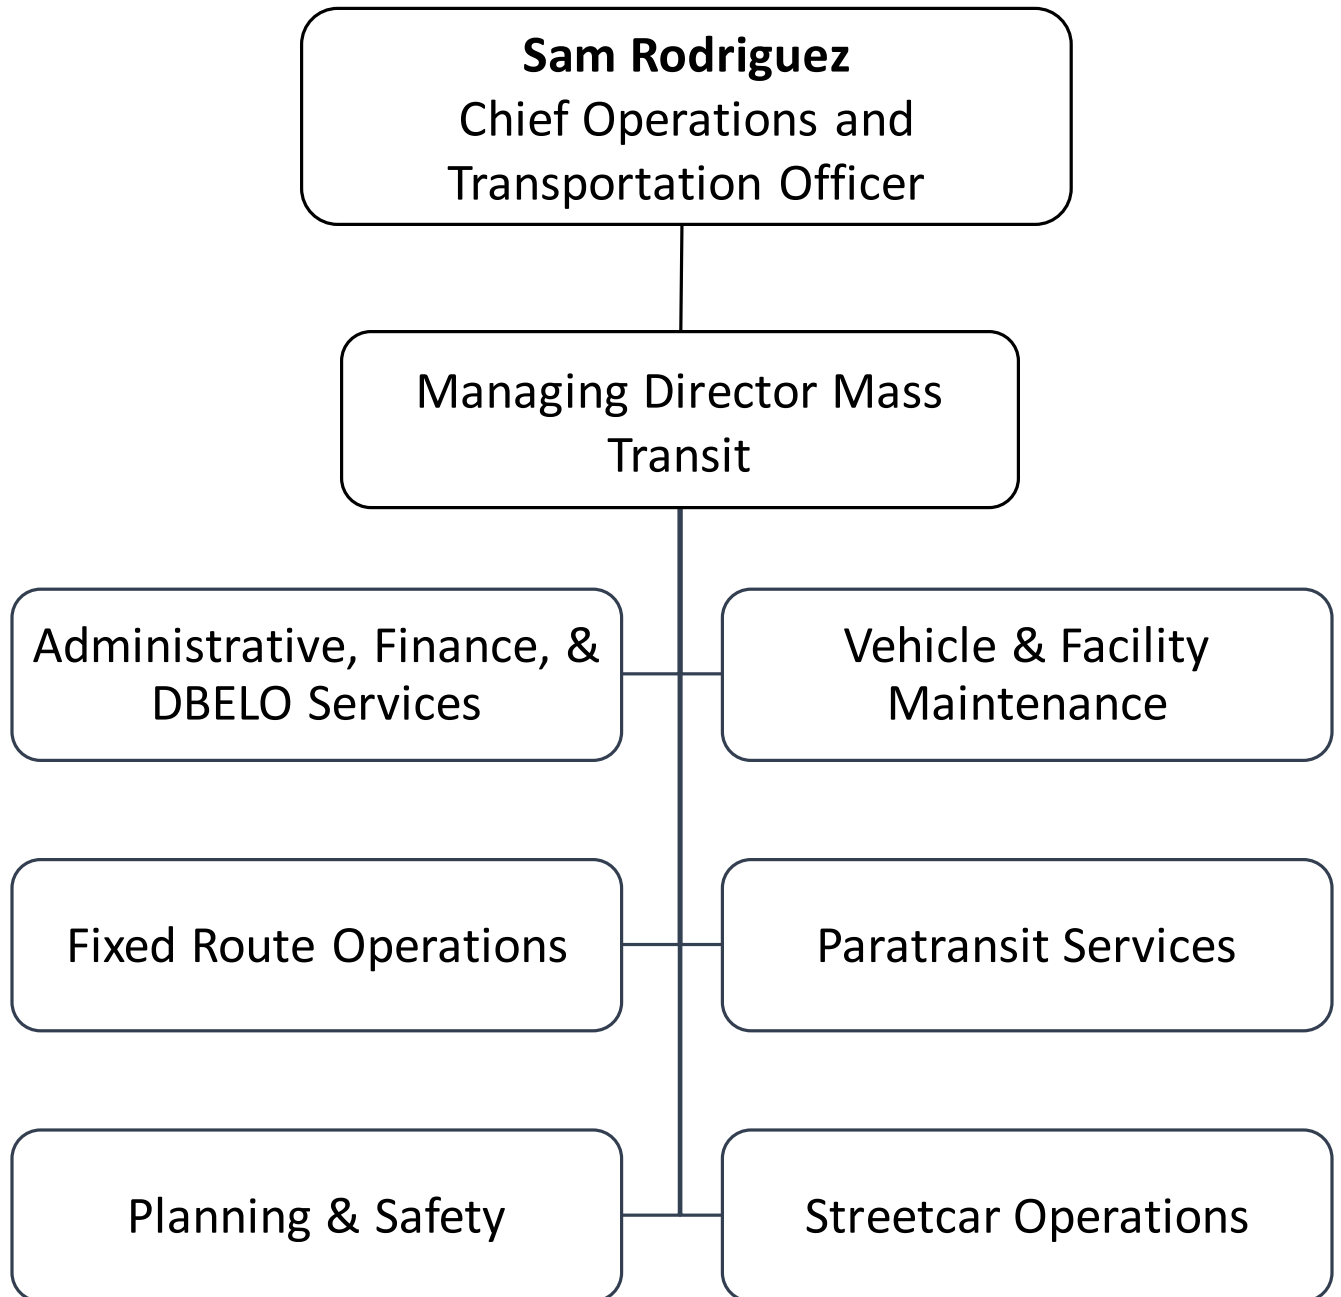 Sam Rodriguez
Chief Operations and
Transportation Officer
Managing Director Mass
Transit
Administrative, Finance, &
DBELO Services
Vehicle & Facility
Maintenance
Fixed Route Operations
Paratransit Services
Planning & Safety
Streetcar Operations